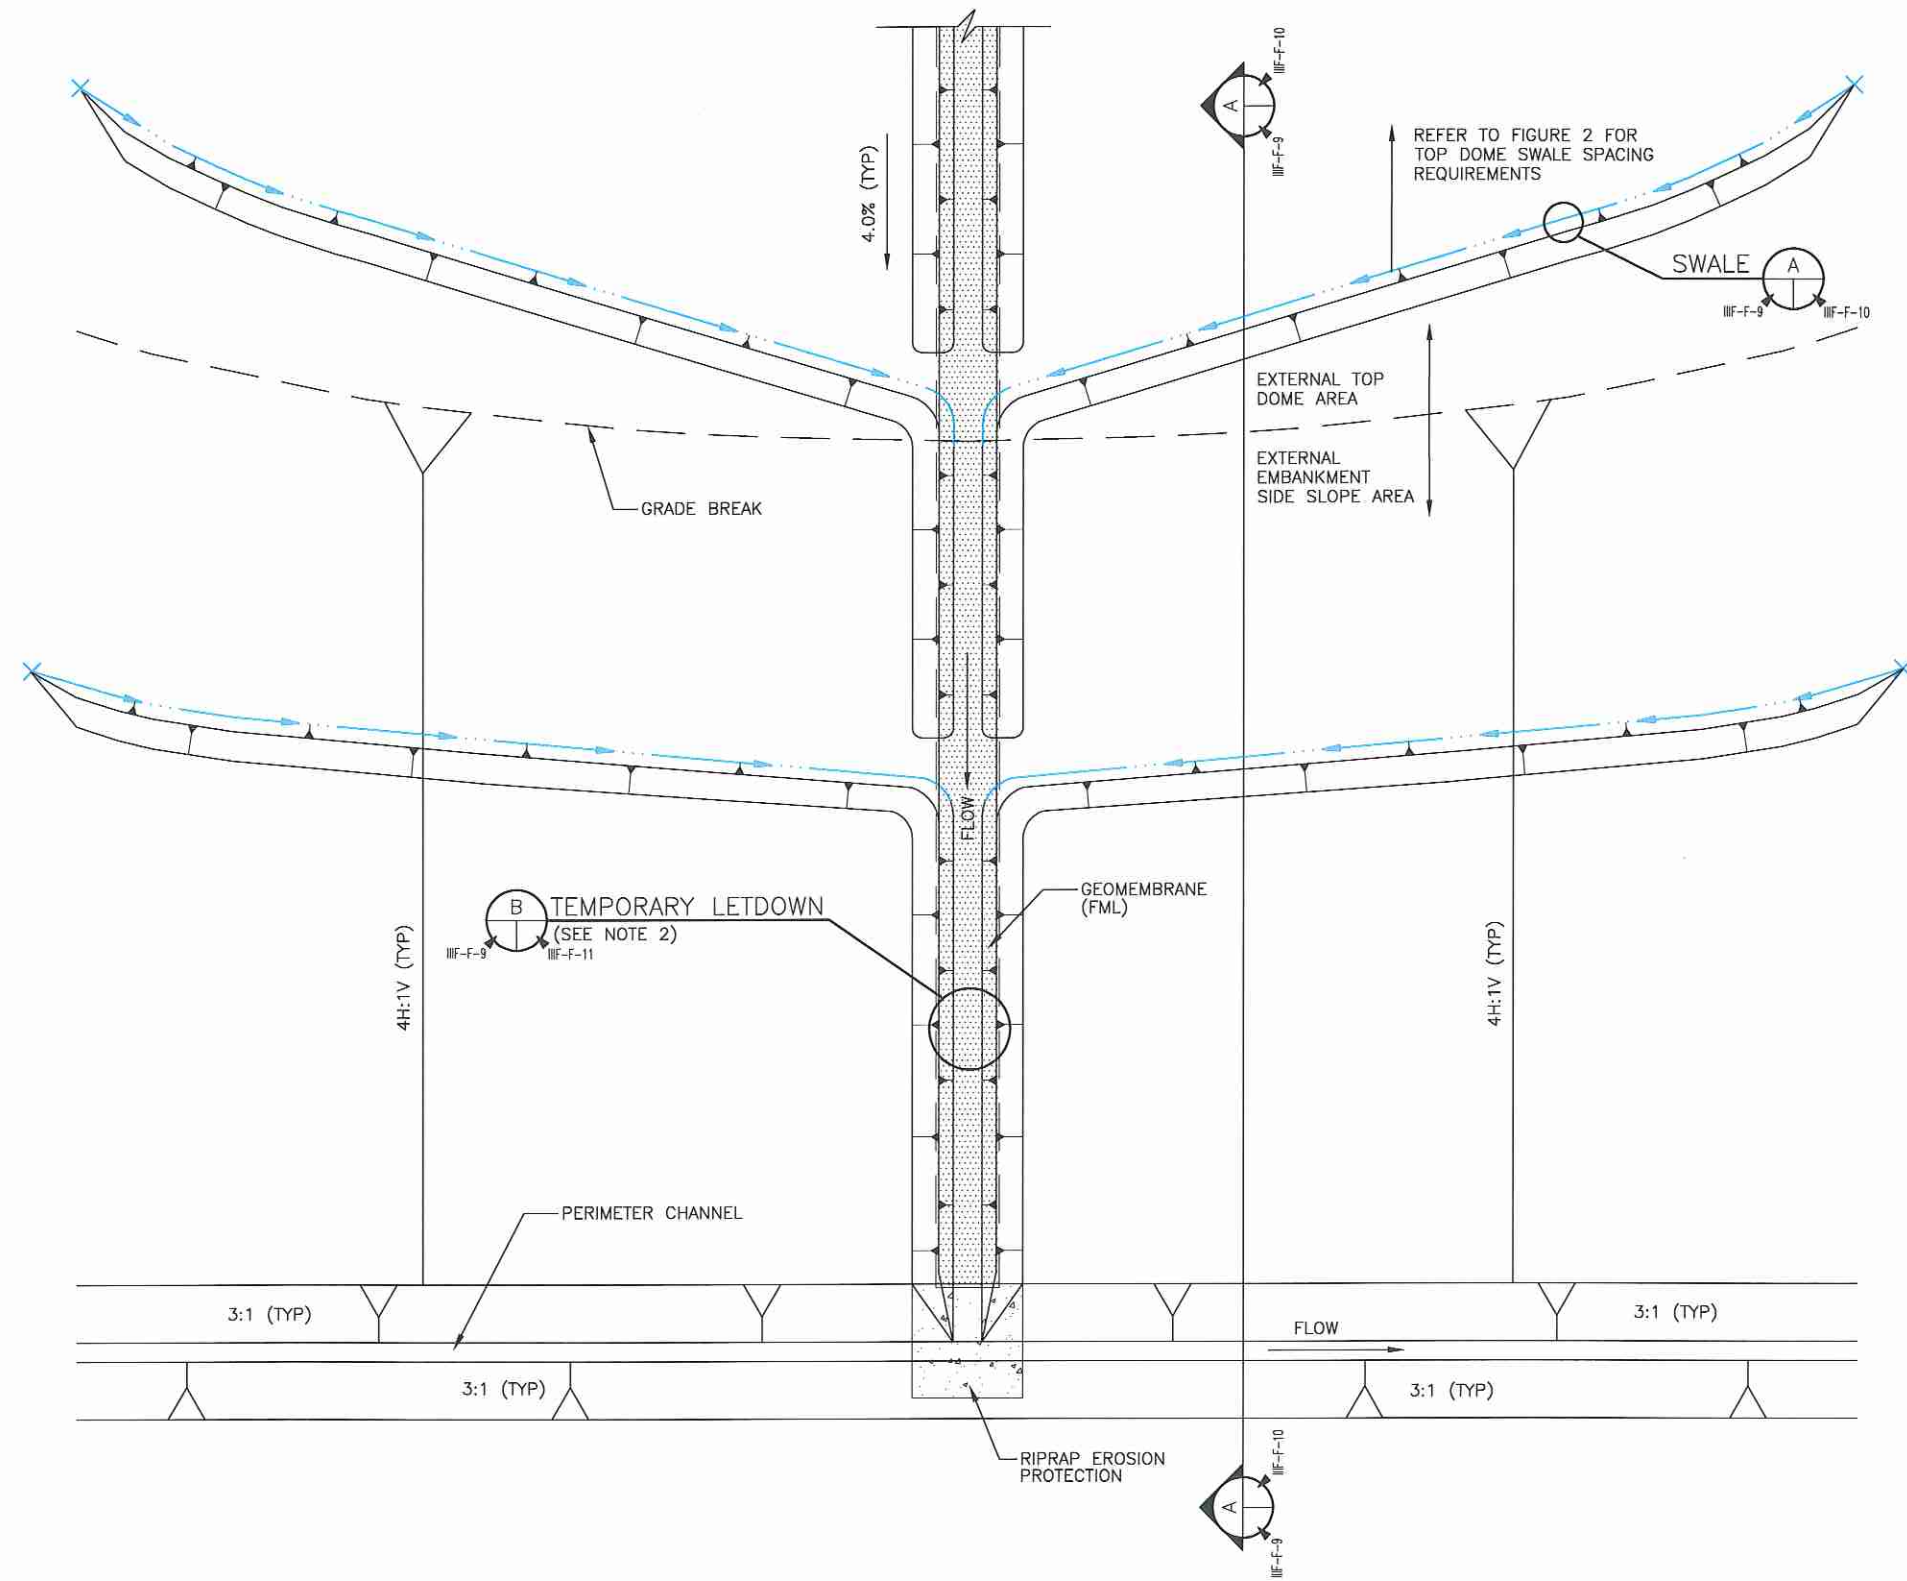 IIIF-F-10
A
IIIF-F-9
4.0% (TYP)
REFER TO FIGURE 2 FOR
TOP DOME SWALE SPACING
REQUIREMENTS
SWALE
A
IIIF-F-9
IIIF-F-10
EXTERNAL TOP
DOME AREA
EXTERNAL
EMBANKMENT
SIDE SLOPE AREA
GRADE BREAK
FLOW
B
TEMPORARY LETDOWN
(SEE NOTE 2)
IIIF-F-9
IIIF-F-11
GEOMEMBRANE
(FML)
4H:1V (TYP)
4H:1V (TYP)
PERIMETER CHANNEL
3:1 (TYP)
3:1 (TYP)
FLOW
3:1 (TYP)
3:1 (TYP)
RIPRAP EROSION
PROTECTION
IIIF-F-10
A
IIIF-F-9